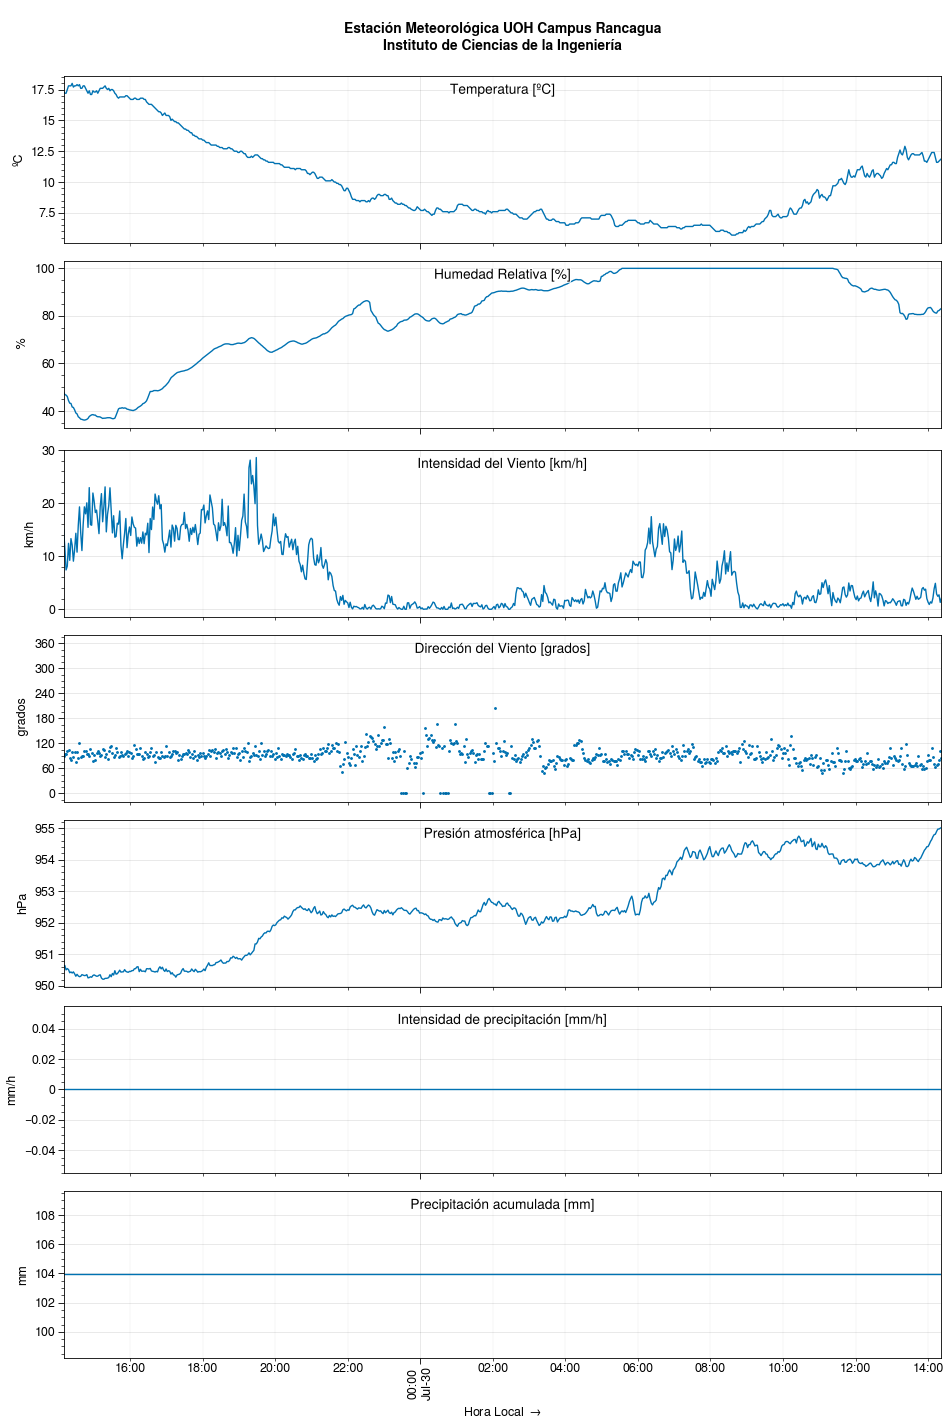 Estación Meteorológica UOH Campus Rancagua
Instituto de Ciencias de la Ingeniería
Temperatura [ºC]
17.5
15
12.5
10
7.5
ºC
Humedad Relativa [%]
100
80
60
40
%
Intensidad del Viento [km/h]
30
20
10
0
km/h
Dirección del Viento [grados]
360
300
240
180
120
60
0
grados
Presión atmosférica [hPa]
955
954
953
952
951
950
hPa
Intensidad de precipitación [mm/h]
0.04
0.02
0
−0.02
−0.04
mm/h
Precipitación acumulada [mm]
108
106
104
102
100
mm
16:00 18:00 20:00 22:00 00:00 02:00 04:00 06:00 08:00 10:00 12:00 14:00
Jul-30
Hora Local →